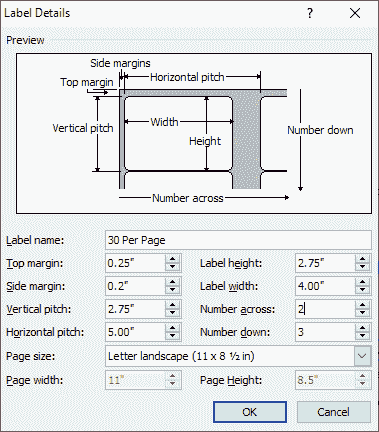 Label Details ? ×
Preview
Side margins
Horizontal pitch
Top margin
Vertical pitch
Width
Height
Number down
Number across
Label name: 30 Per Page
Top margin: 0.25" Label height: 2.75"
Side margin: 0.2" Label width: 4.00"
Vertical pitch: 2.75" Number across: 2
Horizontal pitch: 5.00" Number down: 3
Page size: Letter landscape (11 x 8 ½ in)
Page width: 11" Page Height: 8.5"
OK Cancel